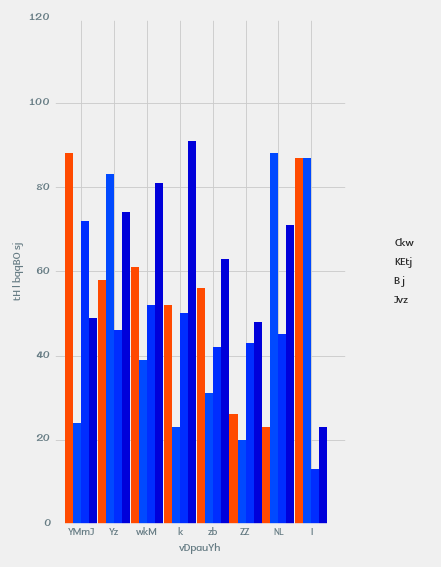 120
100
80
60
40
20
0
tH l bqqBO sj
YMmJ Yz wkM k zb ZZ NL I
vDpauYh
Ckw
KEtj
B j
Jvz